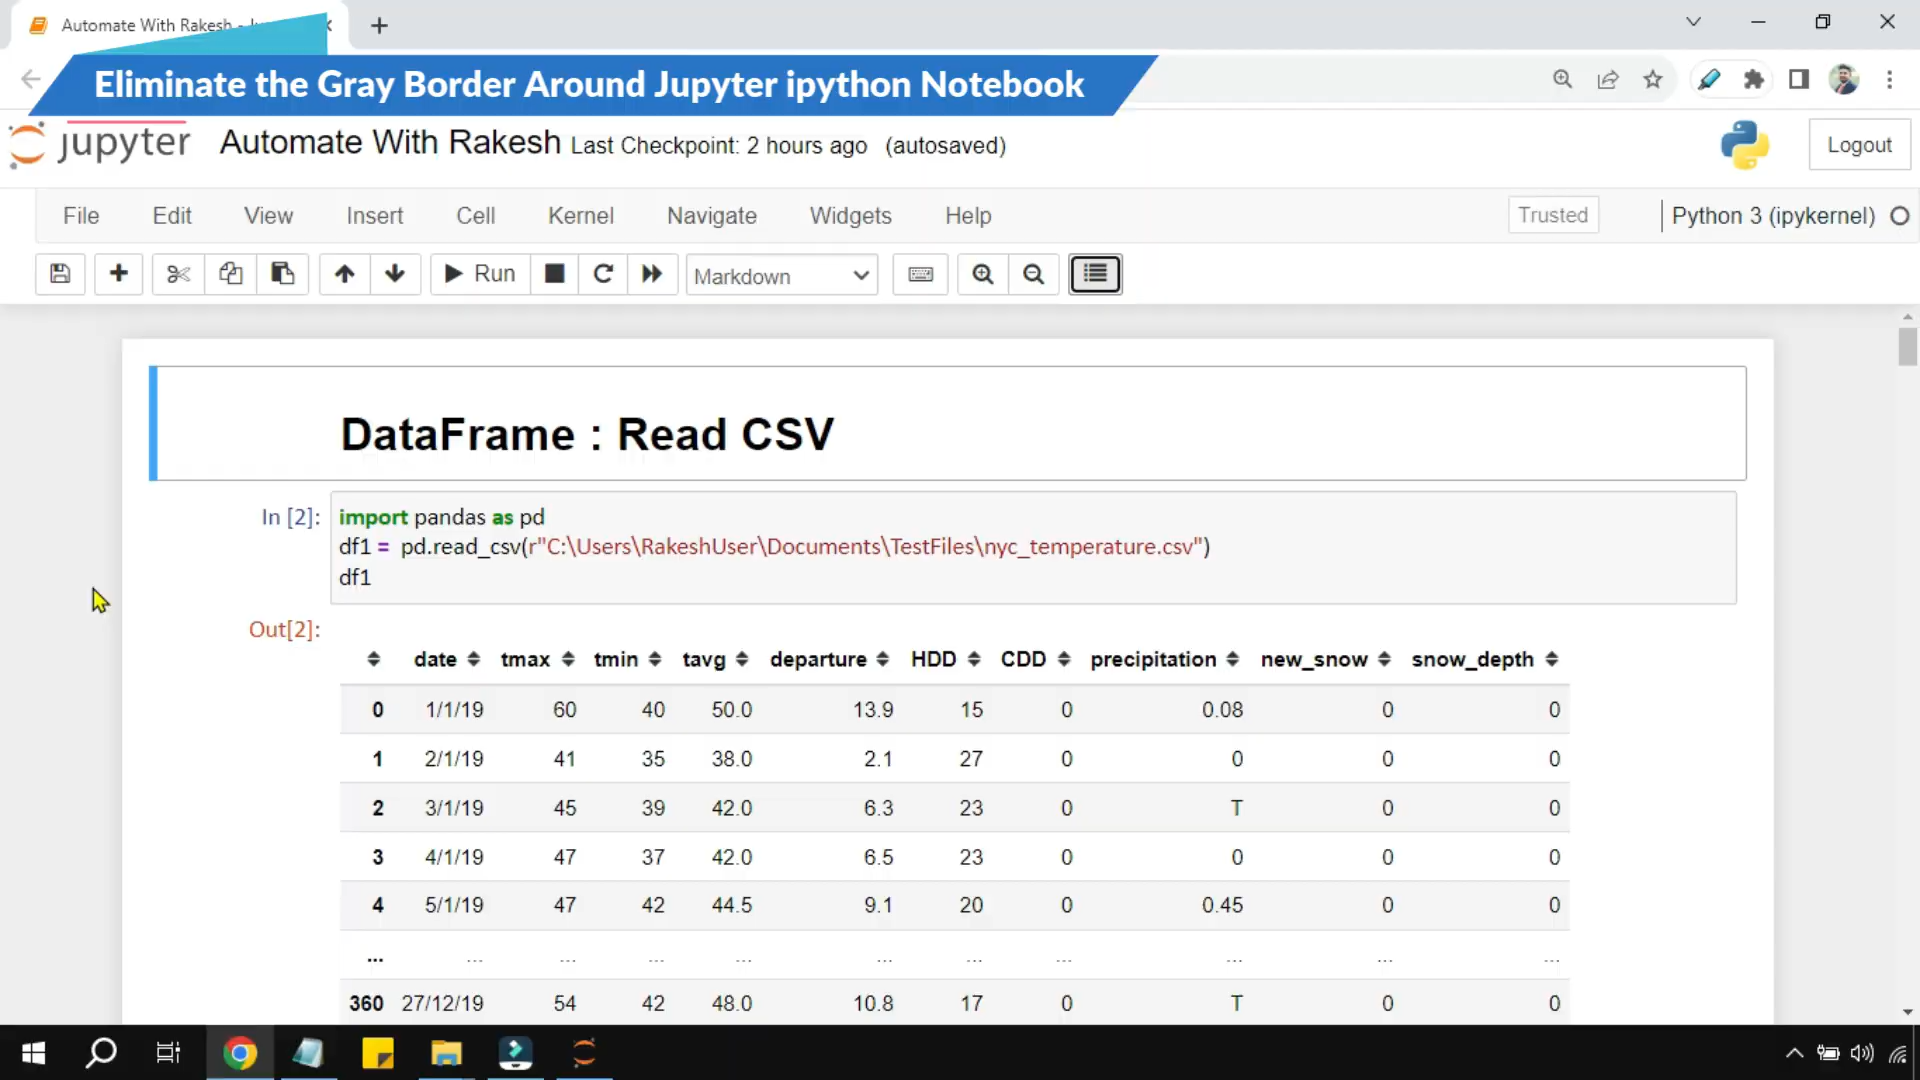 Automate With Rakesh - Ju
Eliminate the Gray Border Around Jupyter ipython Notebook
jupyter Automate With Rakesh Last Checkpoint: 2 hours ago (autosaved)
Logout
File Edit View Insert Cell Kernel Navigate Widgets Help Trusted Python 3 (ipykernel)
Run Markdown
DataFrame : Read CSV
In [2]: import pandas as pd
df1 = pd.read_csv(r"C:\Users\RakeshUser\Documents\TestFiles\nyc_temperature.csv")
df1
Out[2]:
date tmax tmin tavg departure HDD CDD precipitation new_snow snow_depth
0 1/1/19 60 40 50.0 13.9 15 0 0.08 0 0
1 2/1/19 41 35 38.0 2.1 27 0 0 0 0
2 3/1/19 45 39 42.0 6.3 23 0 T 0 0
3 4/1/19 47 37 42.0 6.5 23 0 0 0 0
4 5/1/19 47 42 44.5 9.1 20 0 0.45 0 0
... ... ... ... ... ... ... ... ... ... ...
360 27/12/19 54 42 48.0 10.8 17 0 T 0 0